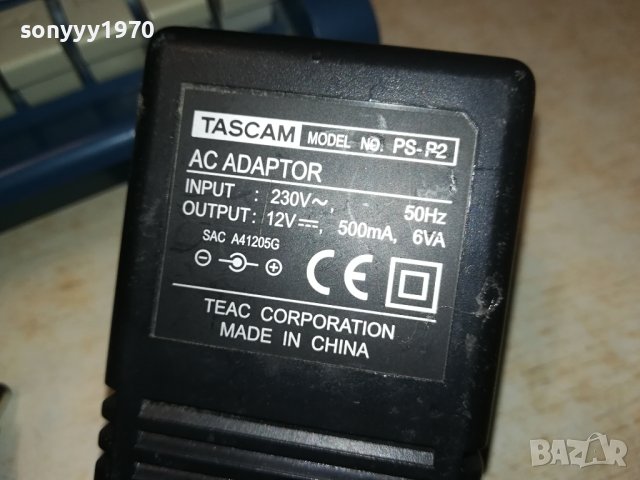 sonyyy1970
TASCAM MODEL NO. PS-P2
AC ADAPTOR
INPUT : 230V~, 50Hz
OUTPUT: 12V⎓, 500mA, 6VA
SAC A41205G
⊖ ⊕ CE
TEAC CORPORATION
MADE IN CHINA
BAZAR